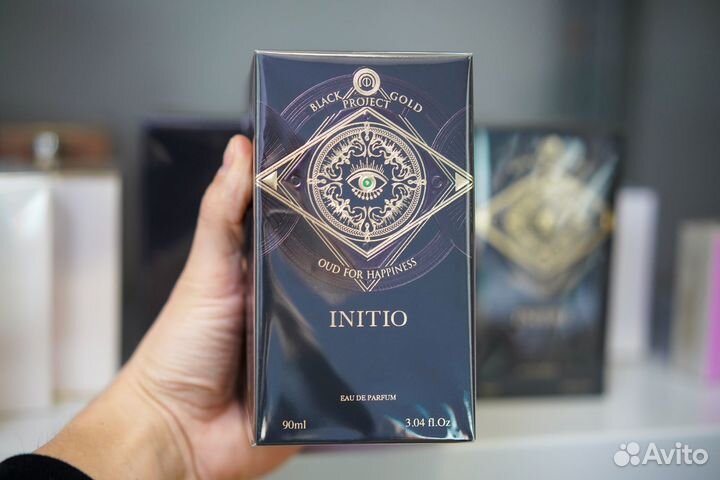 BLACK GOLD
PROJECT
OUD FOR HAPPINESS
INITIO
EAU DE PARFUM
90ml 3.04 fl.Oz
Avito